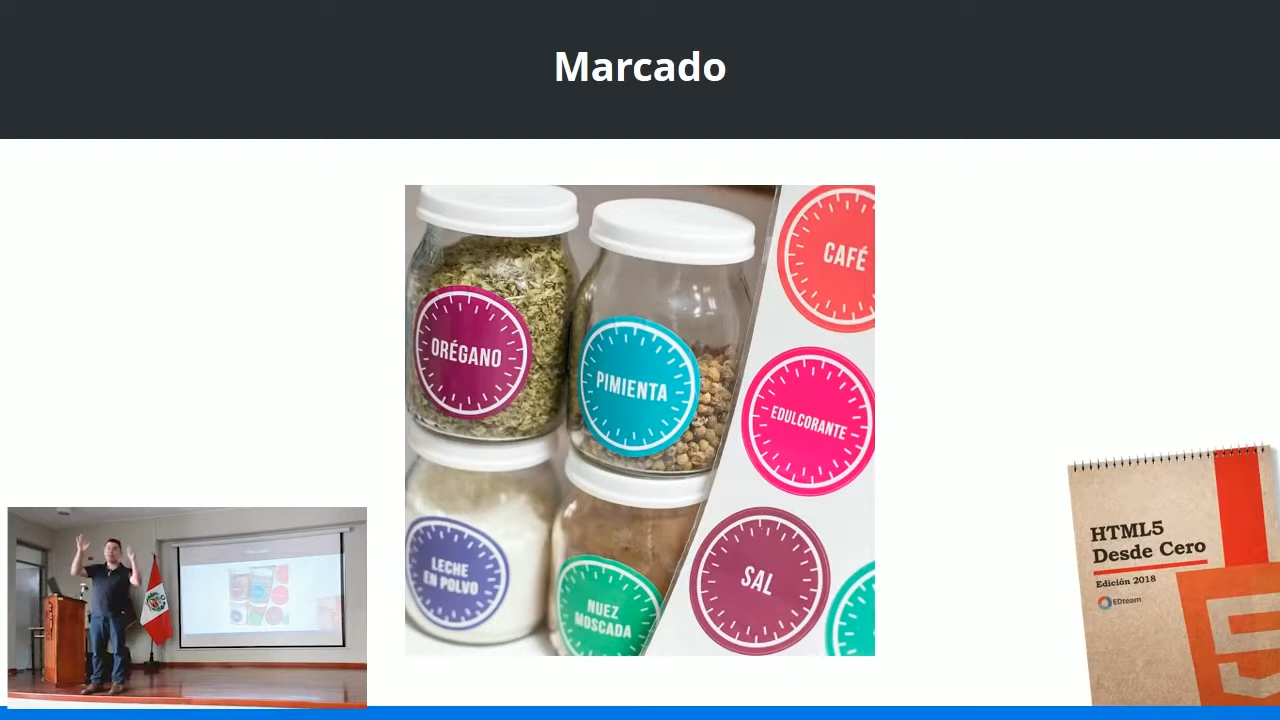 Marcado
ORÉGANO
PIMIENTA
CAFÉ
EDULCORANTE
LECHE
EN POLVO
NUEZ
MOSCADA
SAL
HTML5
Desde Cero
Edición 2018
EDteam